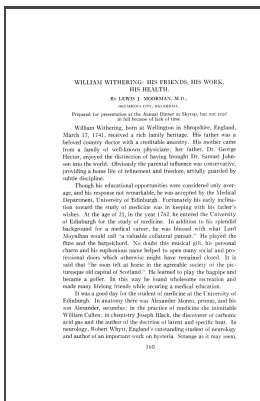 WILLIAM WITHERING: HIS FRIENDS, HIS WORK,
HIS HEALTH.
By LEWIS J. MOORMAN, M.D.,
OKLAHOMA CITY, OKLAHOMA.
Prepared for presentation at the Annual Dinner at Skytop, but not read
in full because of lack of time.
William Withering, born at Wellington in Shropshire, England,
March 17, 1741, received a rich family heritage. His father was a
beloved country doctor with a creditable ancestry. His mother came
from a family of well-known physicians; her father, Dr. George
Hector, enjoyed the distinction of having brought Dr. Samuel John-
son into the world. Obviously the parental influence was conservative,
providing a home life of refinement and freedom, artfully guarded by
subtle discipline.
Though his educational opportunities were considered only aver-
age, and his response not remarkable, he was accepted by the Medical
Department, University of Edinburgh. Fortunately his early inclina-
tion toward the study of medicine was in keeping with his father's
wishes. At the age of 21, in the year 1762, he entered the University
of Edinburgh for the study of medicine. In addition to his splendid
background for a medical career, he was blessed with what Lord
Moynihan would call "a valuable collateral pursuit." He played the
flute and the harpsichord. No doubt this musical gift, his personal
charm and his euphonious name helped to open many social and pro-
fessional doors which otherwise might have remained closed. It is
said that "he soon felt at home in the agreeable society of the pic-
turesque old capital of Scotland." He learned to play the bagpipe and
became a golfer. In this way he found wholesome recreation and
made many lifelong friends while securing a medical education.
It was a good day for the student of medicine at the University of
Edinburgh. In anatomy there was Alexander Monro, primus, and his
son Alexander, secundus; in the practice of medicine the inimitable
William Cullen; in chemistry Joseph Black, the discoverer of carbonic
acid gas and the author of the doctrine of latent and specific heat. In
neurology, Robert Whytt, England's outstanding student of neurology
and author of an important work on hysteria. Strange as it may seem,
160